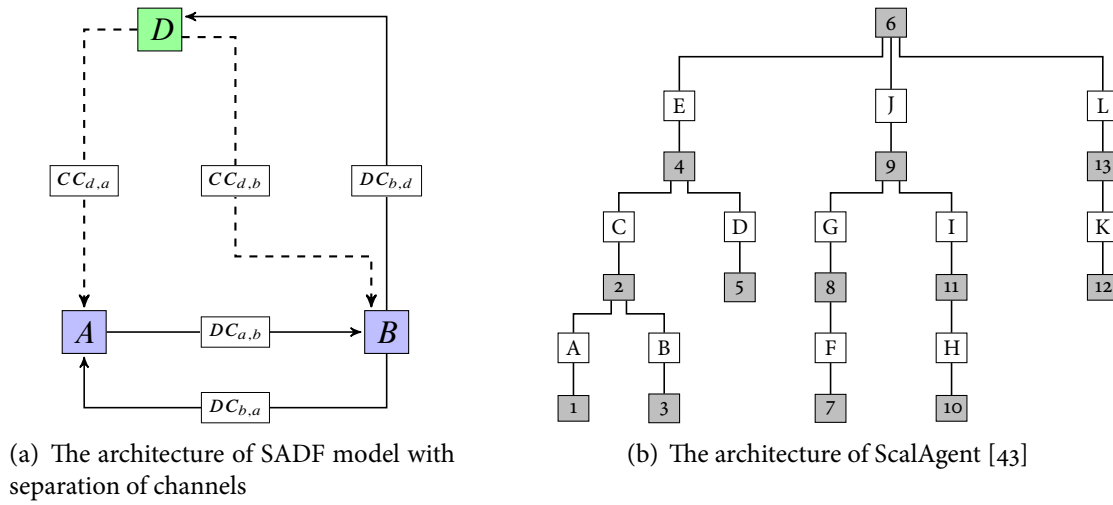 D
CC_{d,a}
CC_{d,b}
DC_{b,d}
A
DC_{a,b}
B
DC_{b,a}
(a) The architecture of SADF model with
separation of channels
6
E
J
L
4
9
13
C
D
G
I
K
2
5
8
11
12
A
B
F
H
1
3
7
10
(b) The architecture of ScalAgent [43]